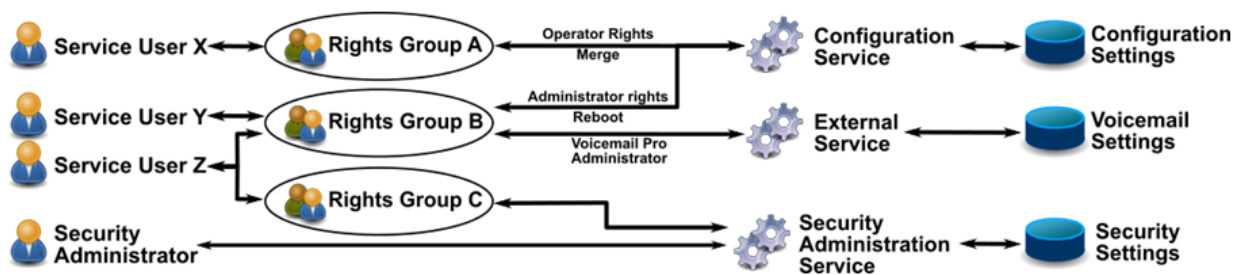 Service User X
Rights Group A
Operator Rights
Merge
Configuration
Service
Configuration
Settings
Service User Y
Rights Group B
Administrator rights
Reboot
Voicemail Pro
Administrator
External
Service
Voicemail
Settings
Service User Z
Rights Group C
Security
Administrator
Security
Administration
Service
Security
Settings